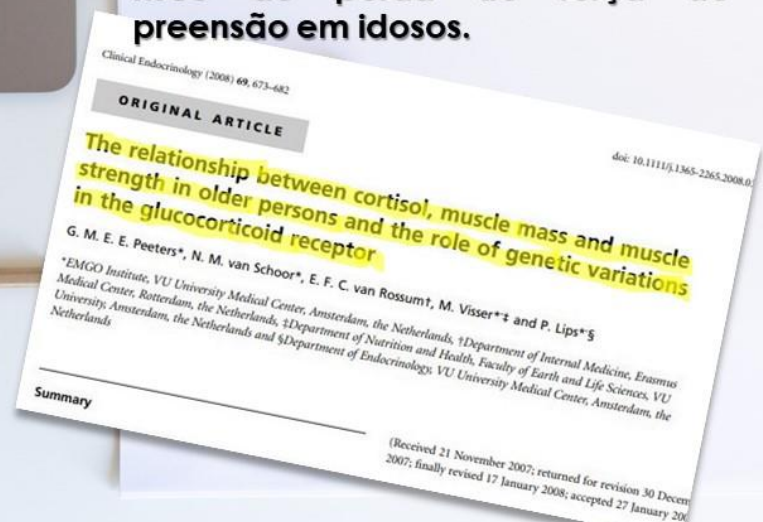 preensão em idosos.
Clinical Endocrinology (2008) 69, 673–682
ORIGINAL ARTICLE
doi: 10.1111/j.1365-2265.2008.0
The relationship between cortisol, muscle mass and muscle
strength in older persons and the role of genetic variations
in the glucocorticoid receptor
G. M. E. E. Peeters*, N. M. van Schoor*, E. F. C. van Rossum†, M. Visser*‡ and P. Lips*§
*EMGO Institute, VU University Medical Center, Amsterdam, the Netherlands, †Department of Internal Medicine, Erasmus
Medical Center, Rotterdam, the Netherlands, ‡Department of Nutrition and Health, Faculty of Earth and Life Sciences, VU
University, Amsterdam, the Netherlands and §Department of Endocrinology, VU University Medical Center, Amsterdam, the
Netherlands
Summary
(Received 21 November 2007; returned for revision 30 Decem
2007; finally revised 17 January 2008; accepted 27 January 200